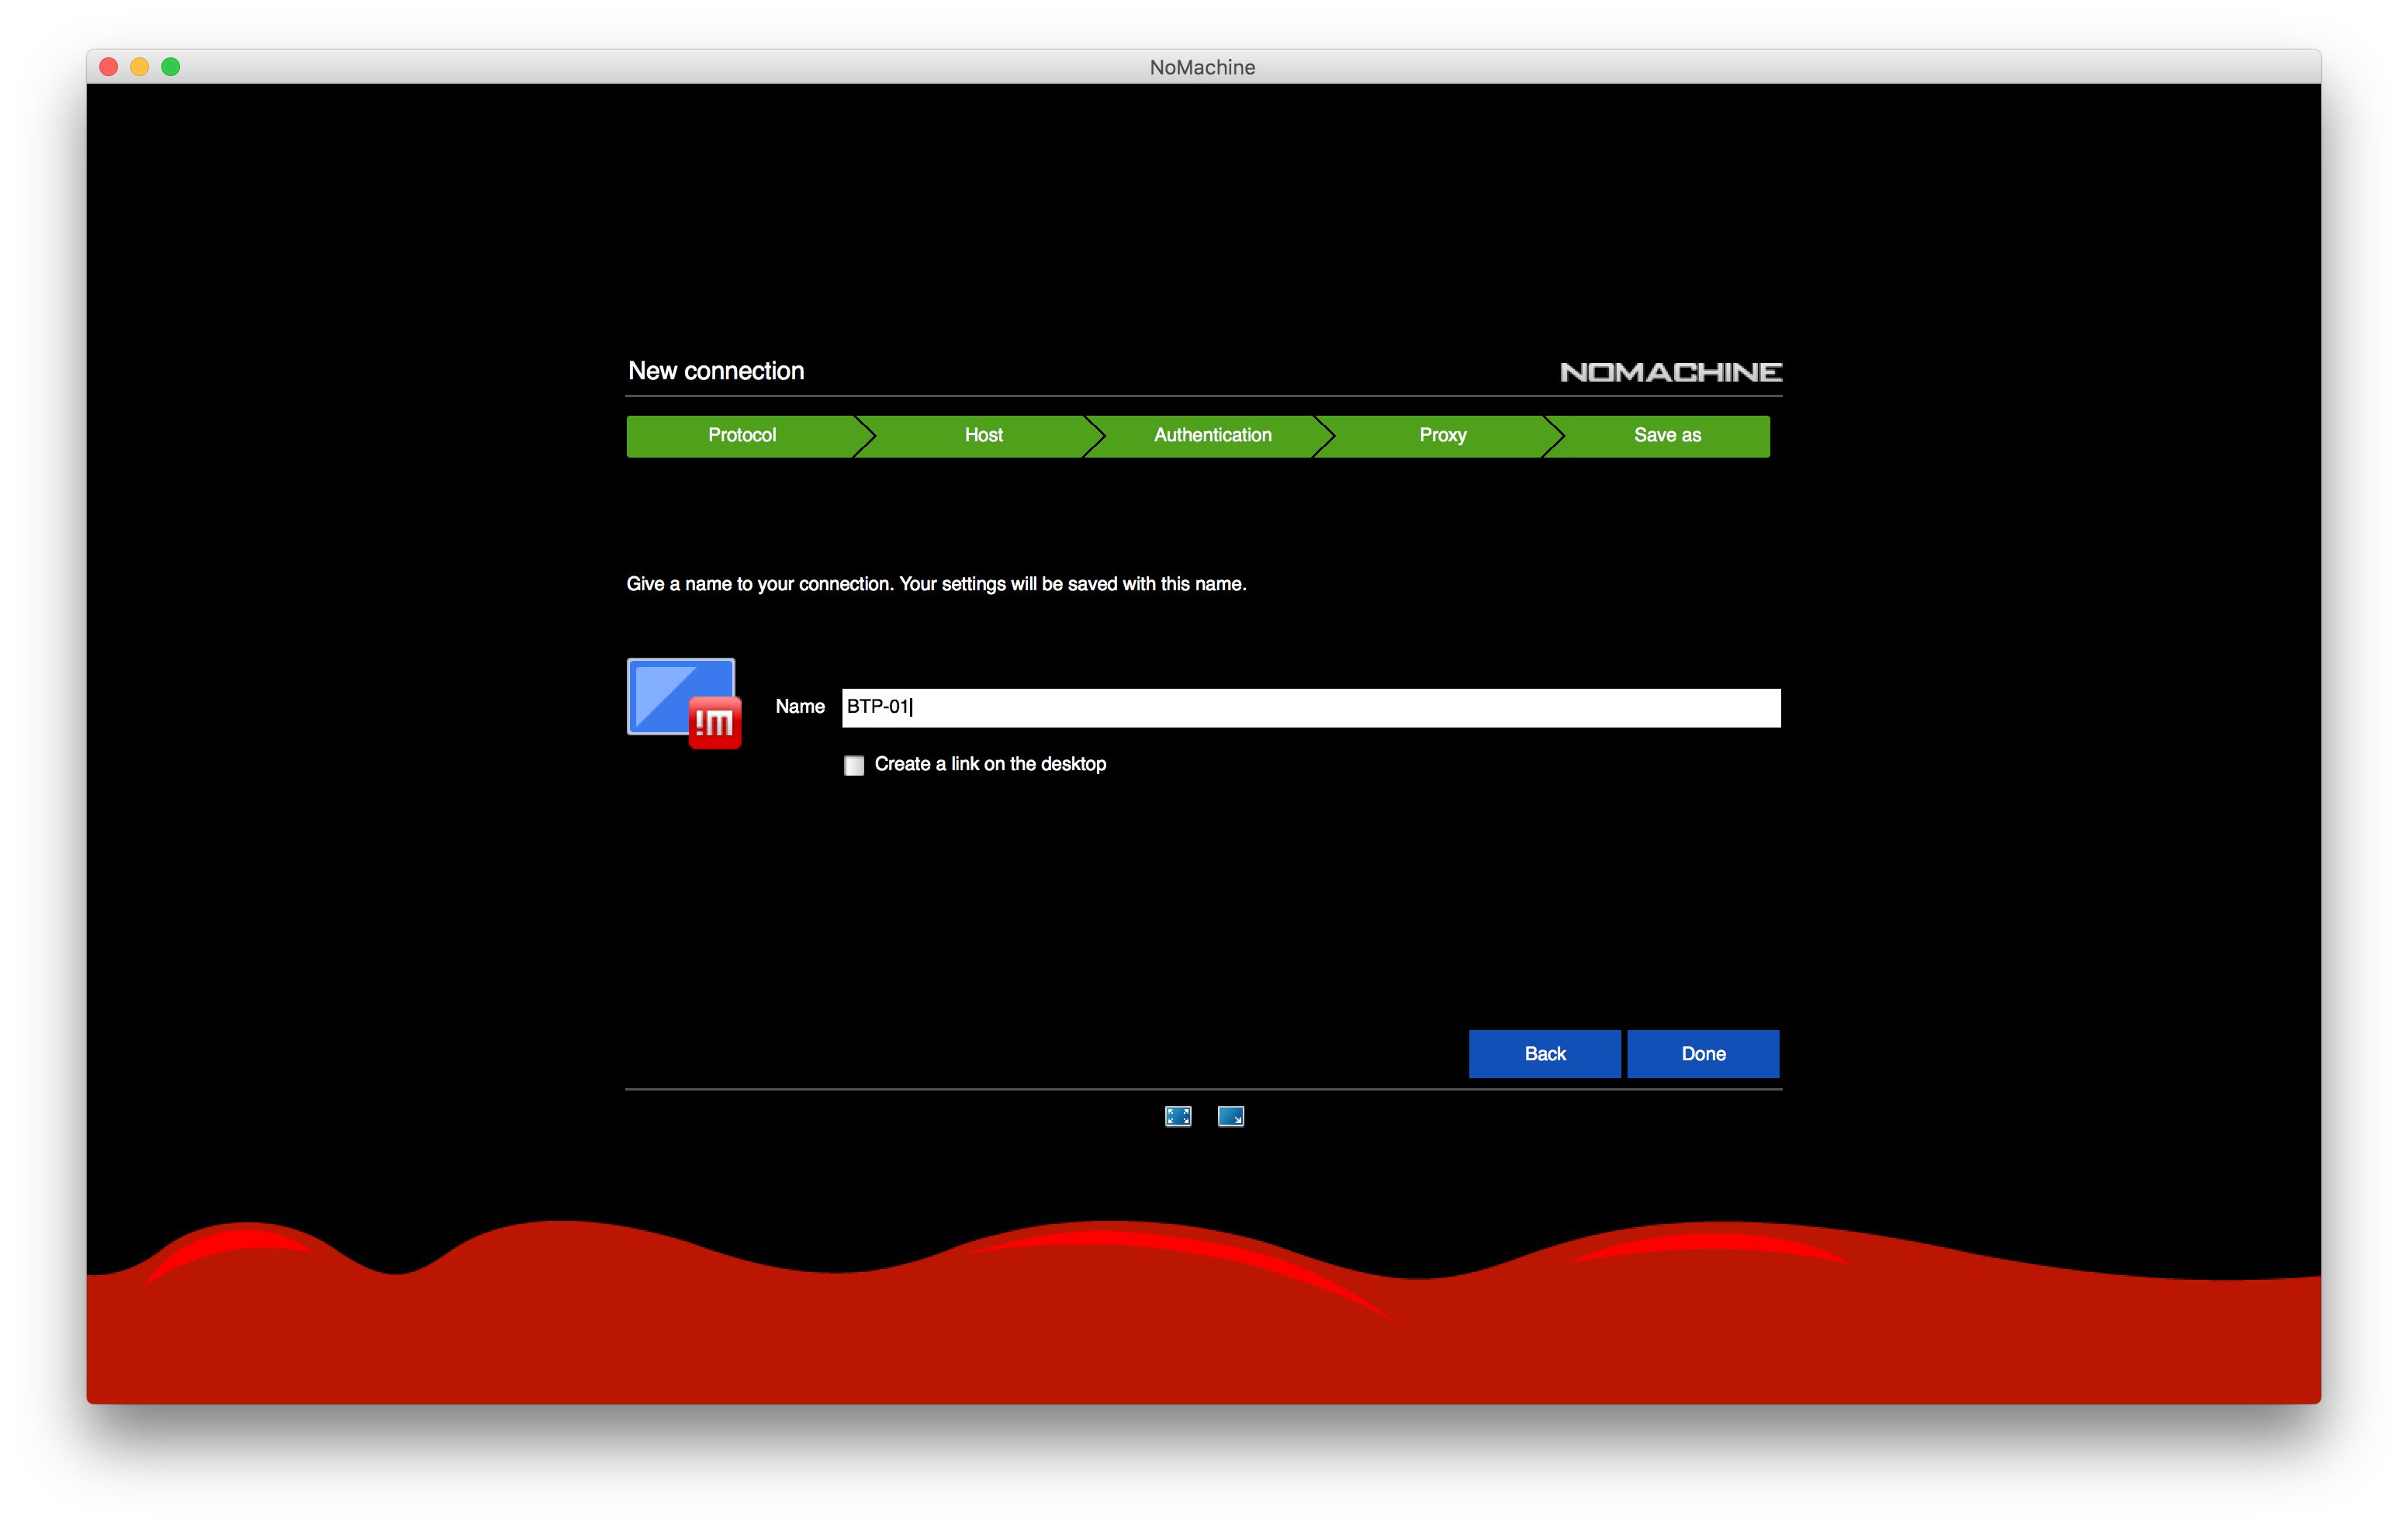 NoMachine
New connection
NOMACHINE
Protocol
Host
Authentication
Proxy
Save as
Give a name to your connection. Your settings will be saved with this name.
!M
Name
BTP-01
Create a link on the desktop
Back
Done